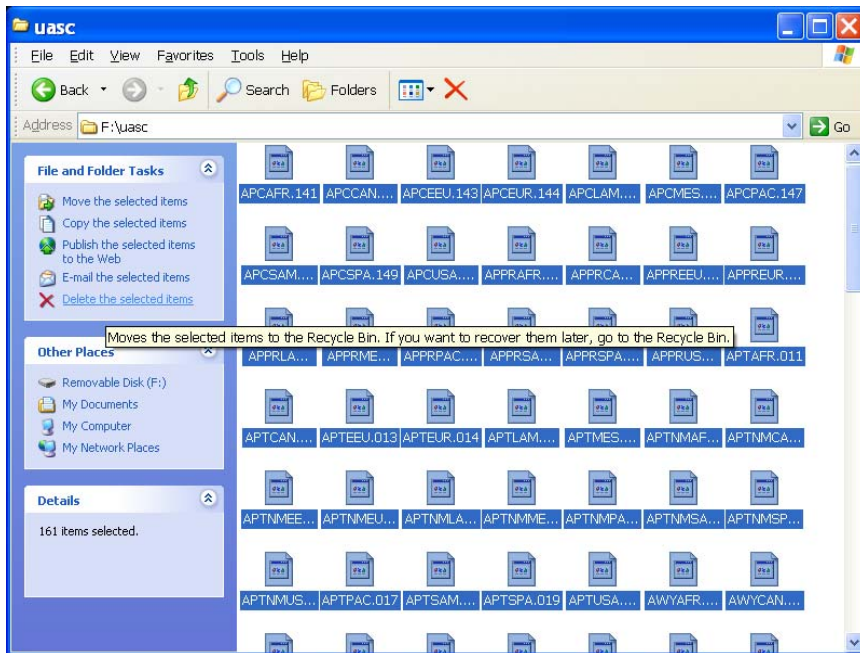 uasc
File Edit View Favorites Tools Help
Back Search Folders
Address F:\uasc Go
File and Folder Tasks
Move the selected items
Copy the selected items
Publish the selected items
to the Web
E-mail the selected items
Delete the selected items
Moves the selected items to the Recycle Bin. If you want to recover them later, go to the Recycle Bin.
Other Places
Removable Disk (F:)
My Documents
My Computer
My Network Places
Details
161 items selected.
APCAFR.141 APCCAN.... APCEEU.143 APCEUR.144 APCLAM.... APCMES.... APCPAC.147
APCSAM.... APCSPA.149 APCUSA.... APPRAFR.... APPRCA... APPREEU.... APPREUR....
APPRLA... APPRME... APPRPAC.... APPRSA... APPRSPA.... APPRUS... APTAFR.011
APTCAN.... APTEEU.013 APTEUR.014 APTLAM.... APTMES.... APTNMAF... APTNMCA...
APTNMEE... APTNMEU... APTNMLA... APTNMME... APTNMPA... APTNMSA... APTNMSP...
APTNMUS... APTPAC.017 APTSAM.... APTSPA.019 APTUSA.... AWYAFR.... AWYCAN....